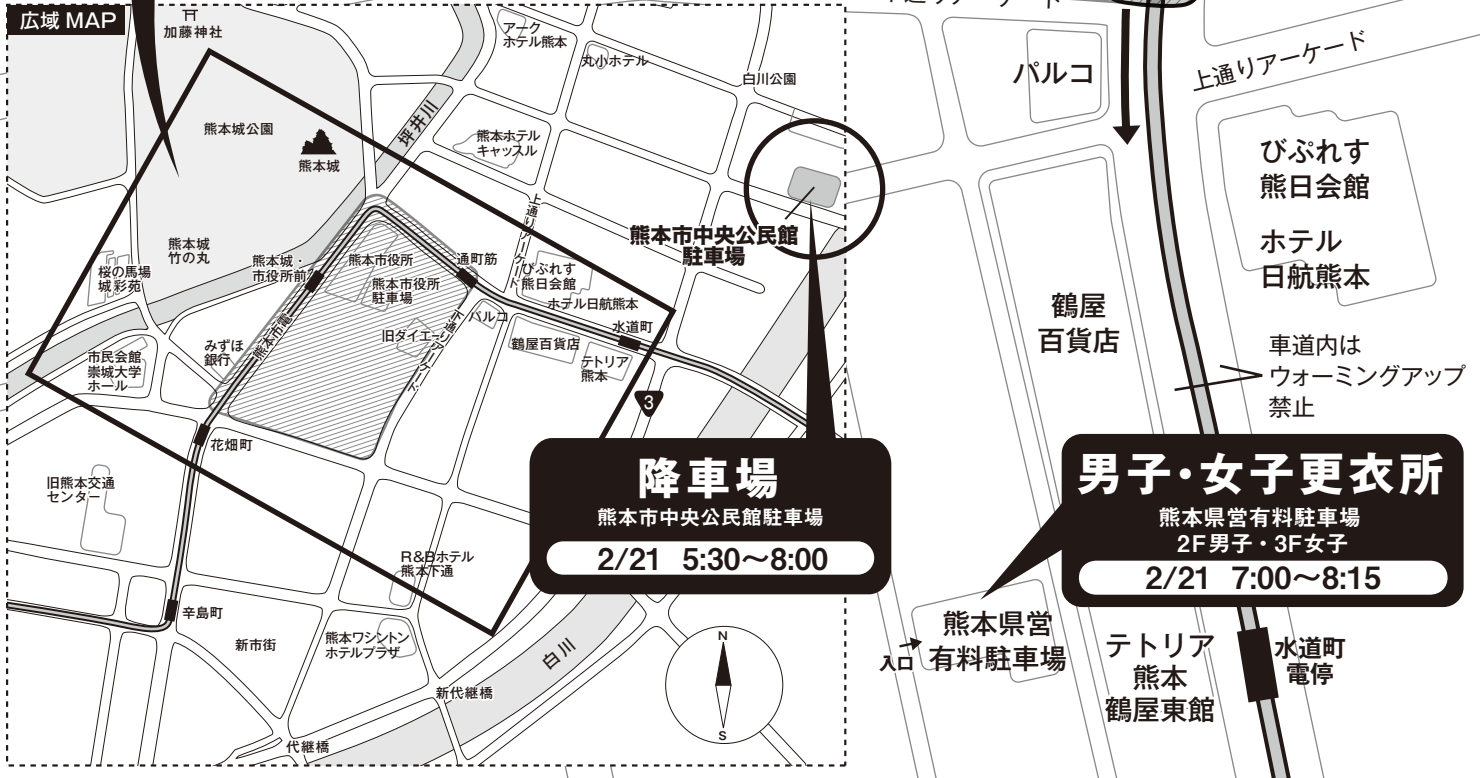 広域 MAP
加藤神社
アーク
ホテル熊本
丸小ホテル
白川公園
熊本城公園
熊本城
坪井川
熊本ホテル
キャッスル
上通りアーケード
熊本市中央公民館
駐車場
熊本城
竹の丸
桜の馬場
城彩苑
熊本城・
市役所前
熊本市役所
熊本市役所
駐車場
通町筋
びぷれす
熊日会館
ホテル日航熊本
パルコ
水道町
旧ダイエー
下通りアーケード
鶴屋百貨店
テトリア
熊本
熊本市電
みずほ
銀行
市民会館
崇城大学
ホール
3
花畑町
旧熊本交通
センター
R&Bホテル
熊本下通
辛島町
新市街
熊本ワシントン
ホテルプラザ
白川
新代継橋
代継橋
N
S
降車場
熊本市中央公民館駐車場
2/21 5:30〜8:00
通りアーケード
パルコ
上通りアーケード
びぷれす
熊日会館
ホテル
日航熊本
鶴屋
百貨店
車道内は
ウォーミングアップ
禁止
男子・女子更衣所
熊本県営有料駐車場
2F男子・3F女子
2/21 7:00〜8:15
入口
熊本県営
有料駐車場
テトリア
熊本
鶴屋東館
水道町
電停